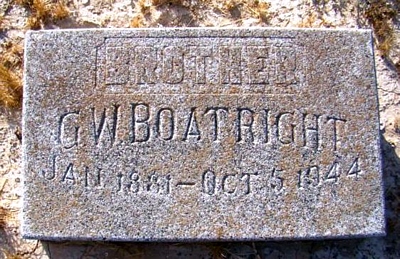 BROTHER
G.W. BOATRIGHT
JAN 1881 - OCT 5 1944